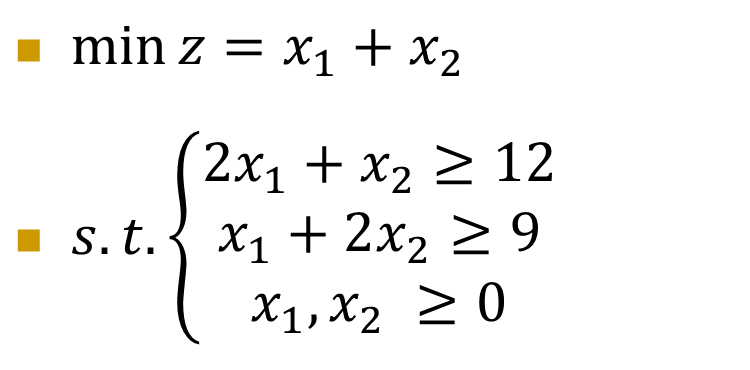 ■ min z = x₁ + x₂
2x₁ + x₂ ≥ 12
■ s.t. { x₁ + 2x₂ ≥ 9
x₁, x₂ ≥ 0